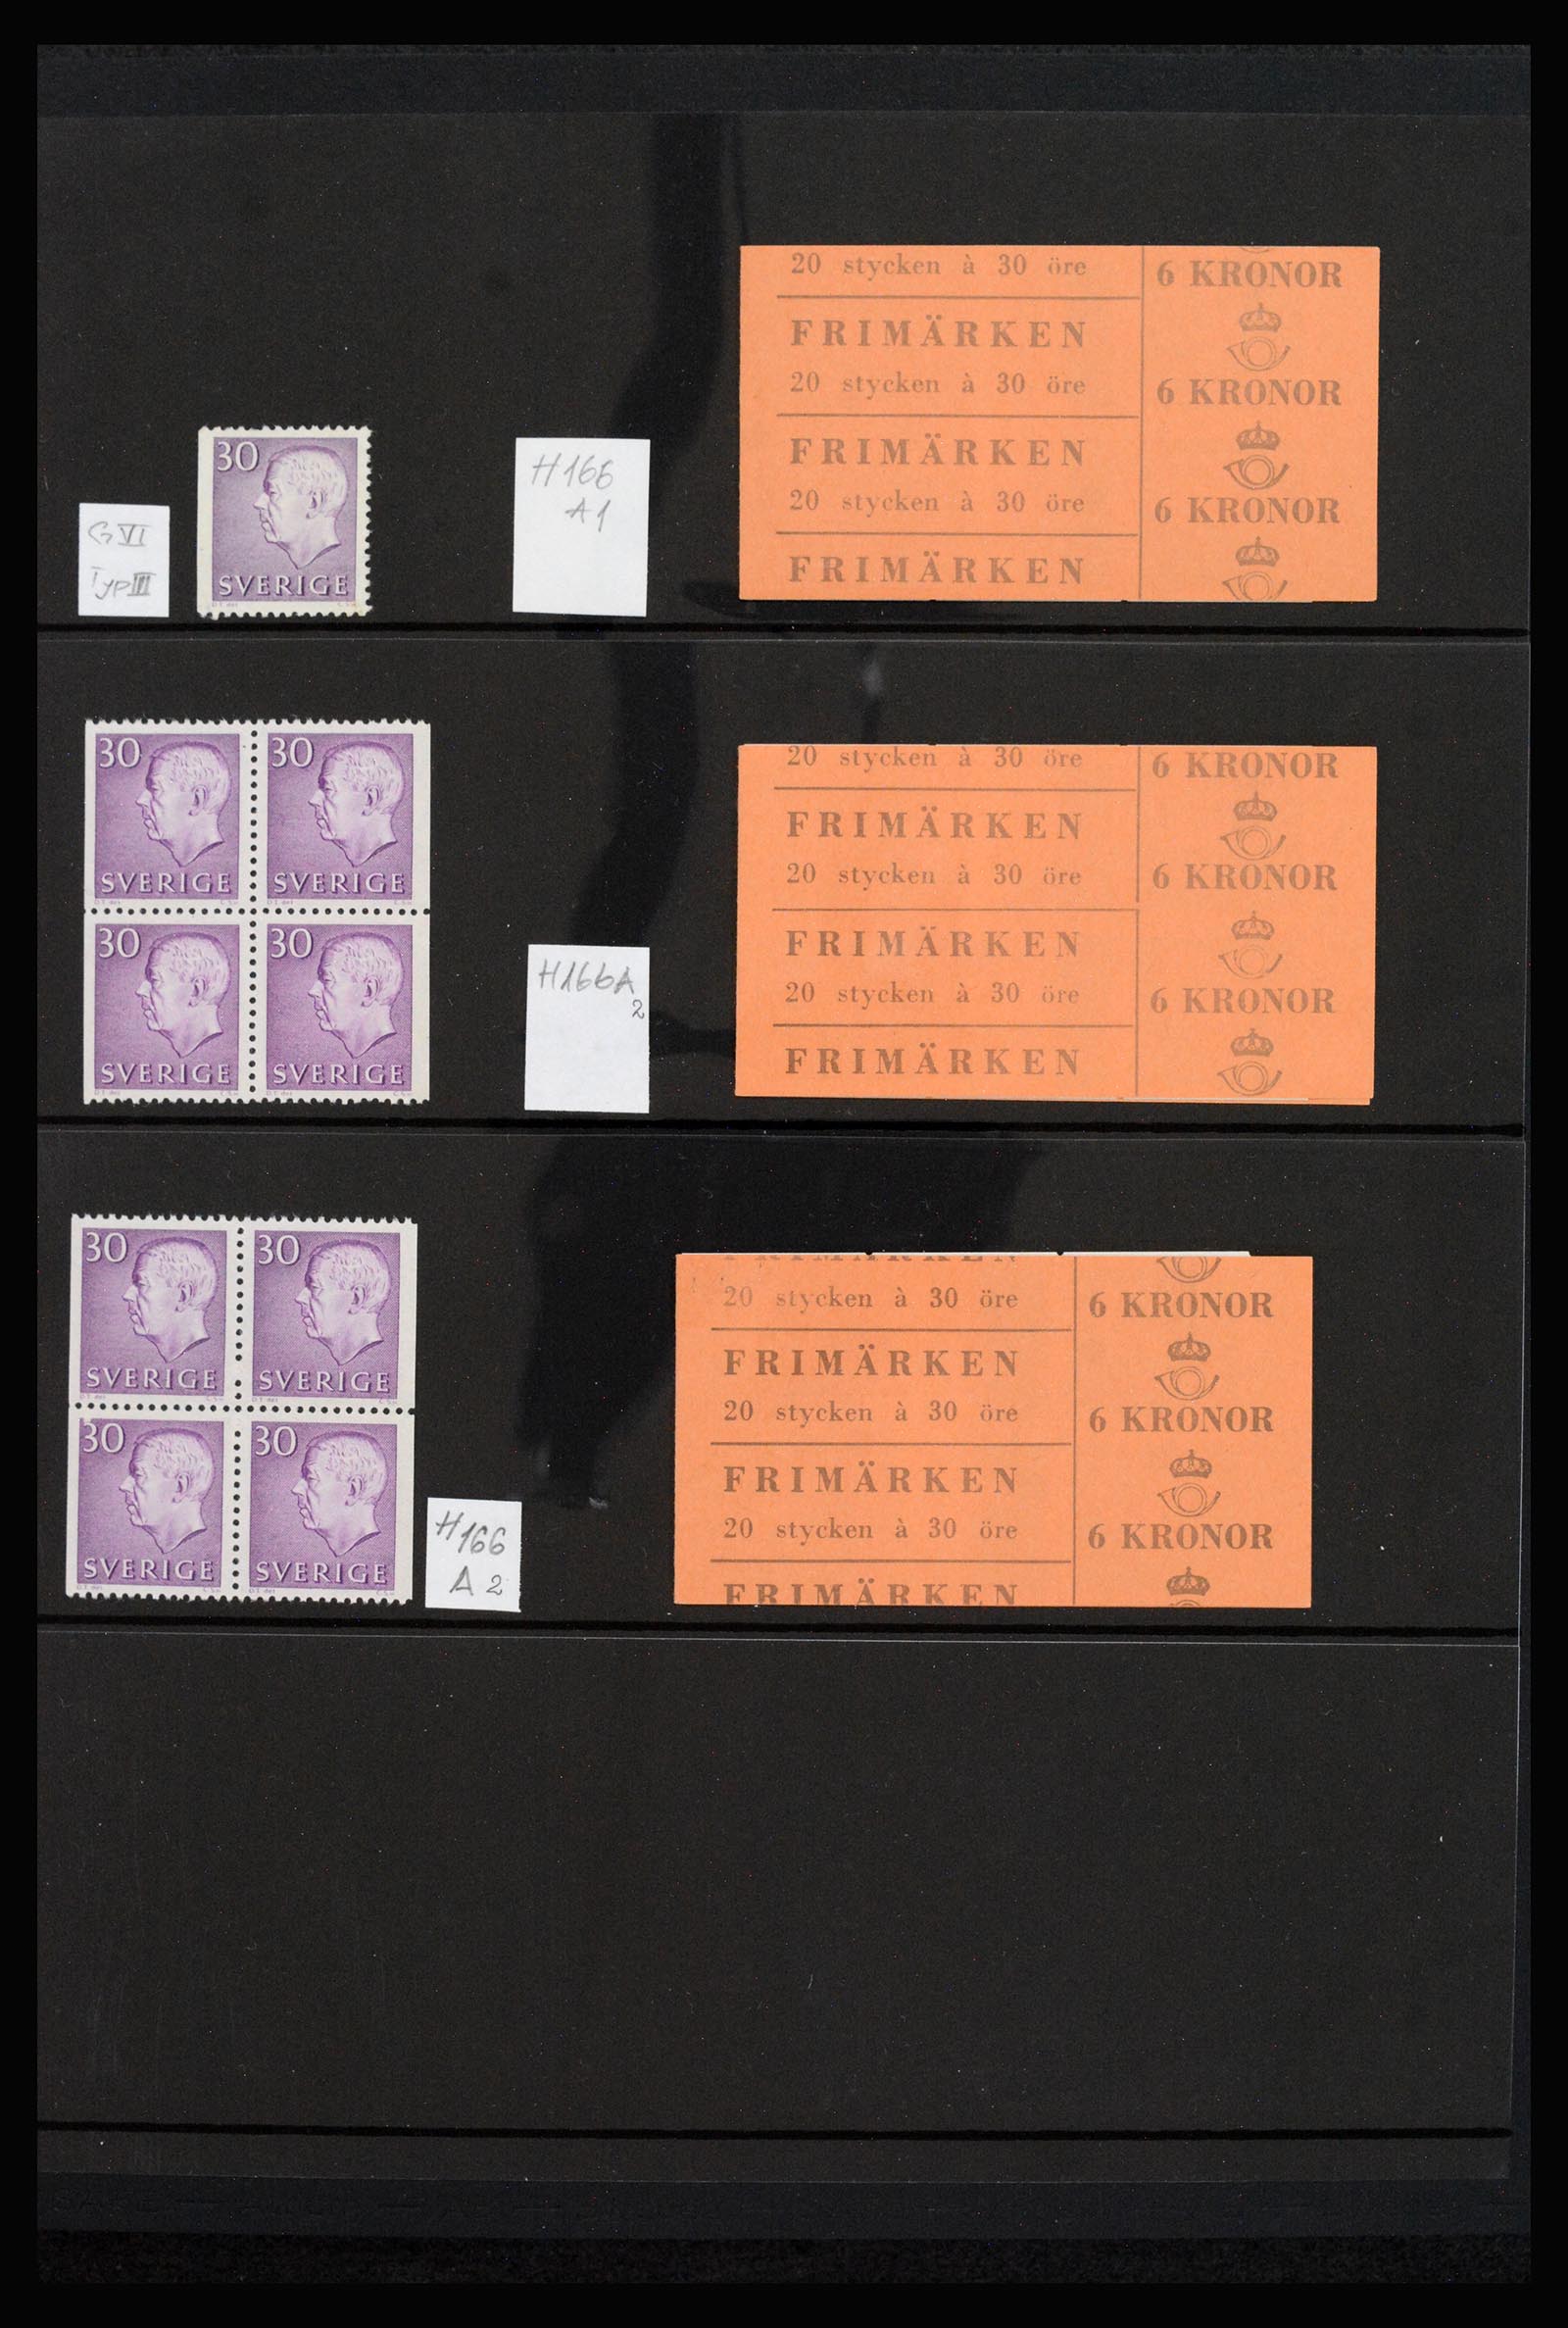 20 stycken à 30 öre
6 KRONOR
FRIMÄRKEN
20 stycken à 30 öre
6 KRONOR
FRIMÄRKEN
20 stycken à 30 öre
6 KRONOR
FRIMÄRKEN
30
SVERIGE
G VI
Typ III
H166
A1
30
SVERIGE
30
SVERIGE
30
SVERIGE
30
SVERIGE
H166A
2
20 stycken à 30 öre
6 KRONOR
FRIMÄRKEN
20 stycken à 30 öre
6 KRONOR
FRIMÄRKEN
20 stycken à 30 öre
6 KRONOR
FRIMÄRKEN
30
SVERIGE
30
SVERIGE
30
SVERIGE
30
SVERIGE
H166
A2
FRIMÄRKEN
20 stycken à 30 öre
6 KRONOR
FRIMÄRKEN
20 stycken à 30 öre
6 KRONOR
FRIMÄRKEN
20 stycken à 30 öre
6 KRONOR
FRIMÄRKEN